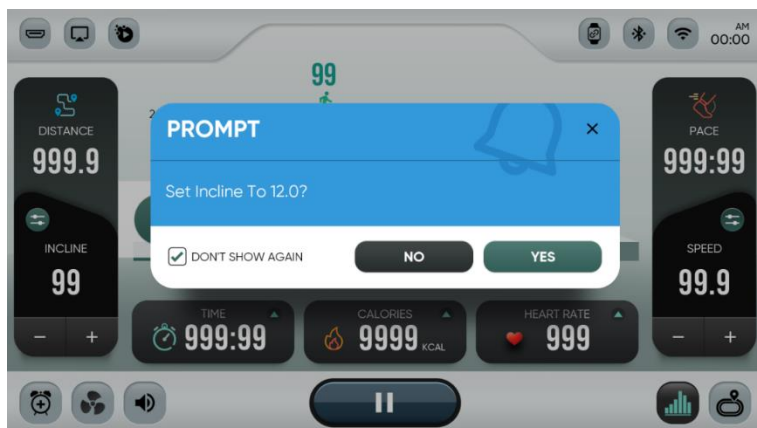 AM
00:00
99
2
DISTANCE
999.9
PROMPT
PACE
999:99
Set Incline To 12.0?
INCLINE
99
DON'T SHOW AGAIN
NO
YES
SPEED
99.9
TIME
999:99
CALORIES
9999 KCAL
HEART RATE
999
- +
- +